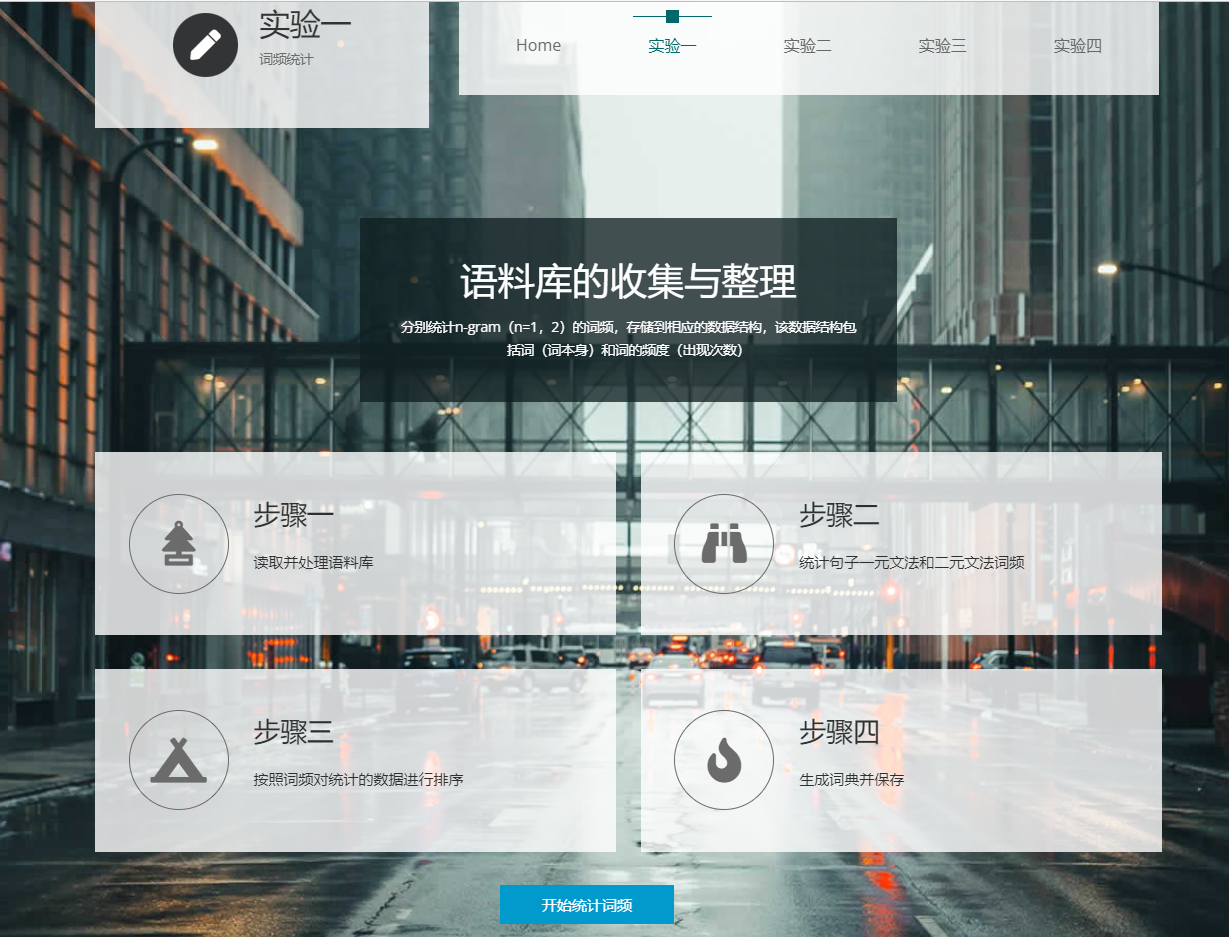 实验一
词频统计
Home
实验一
实验二
实验三
实验四
语料库的收集与整理
分别统计n-gram（n=1，2）的词频，存储到相应的数据结构，该数据结构包
括词（词本身）和词的频度（出现次数）
步骤一
读取并处理语料库
步骤二
统计句子一元文法和二元文法词频
步骤三
按照词频对统计的数据进行排序
步骤四
生成词典并保存
开始统计词频